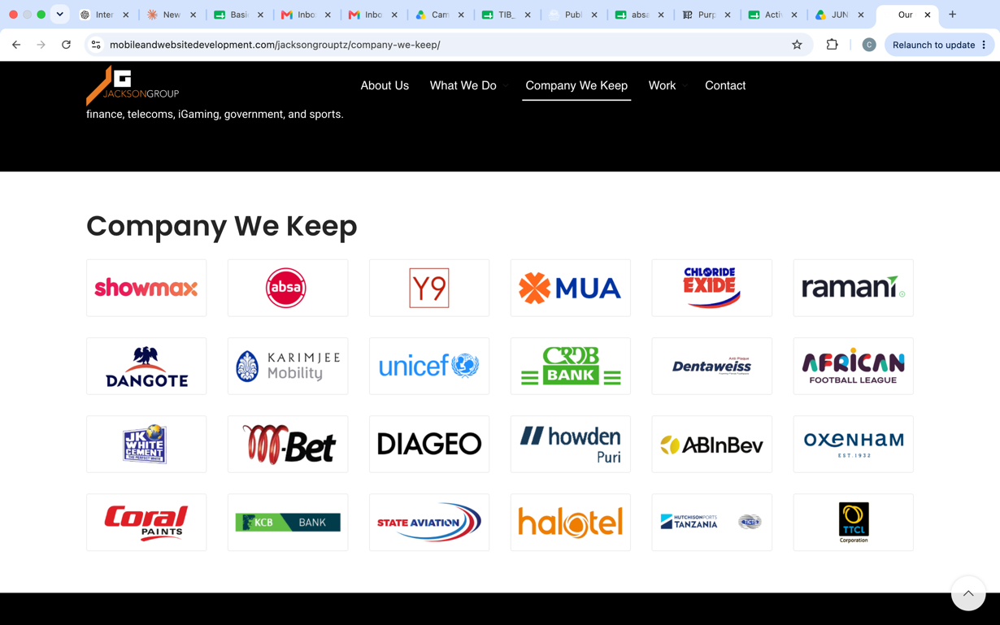 Inter
New
Basi
Inbo
Inbo
Cam
TIB_
Publ
absa
Purp
Activ
JUN
Our
mobileandwebsitedevelopment.com/jacksongrouptz/company-we-keep/
C
Relaunch to update
JG
JACKSONGROUP
About Us
What We Do
Company We Keep
Work
Contact
finance, telecoms, iGaming, government, and sports.
Company We Keep
showmax
absa
Y9
MUA
CHLORIDE
EXIDE
ramani
DANGOTE
KARIMJEE
Mobility
unicef
CRDB
BANK
Anti Plaque
Dentaweiss
AFRICAN
FOOTBALL LEAGUE
JK
WHITE
CEMENT
THE PERFECT WHITE
M-Bet
DIAGEO
howden
Puri
ABInBev
OXENHAM
EST.1932
Coral
PAINTS
KCB BANK
STATE AVIATION
halotel
HUTCHISON PORTS
TANZANIA
TTCL
Corporation